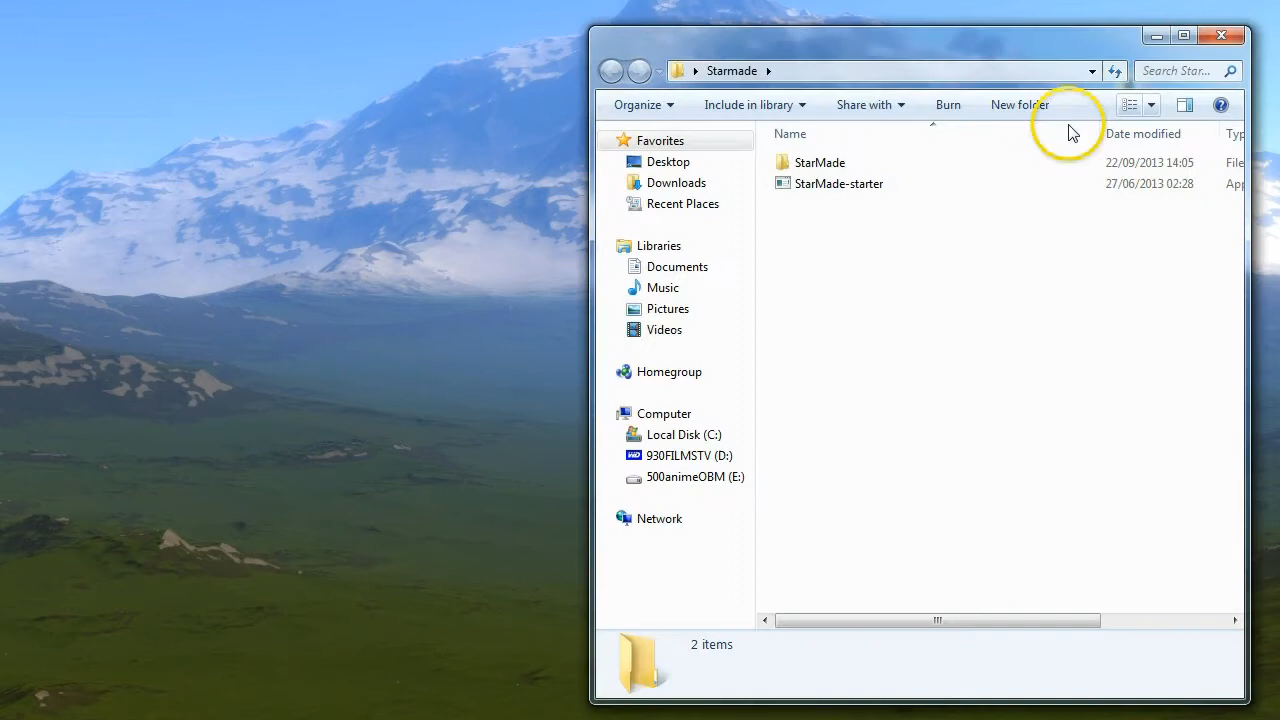 Starmade
Search Star...
Organize Include in library Share with Burn New folder
Name Date modified Typ
Favorites
Desktop
Downloads
Recent Places
Libraries
Documents
Music
Pictures
Videos
Homegroup
Computer
Local Disk (C:)
930FILMSTV (D:)
500animeOBM (E:)
Network
StarMade 22/09/2013 14:05 File
StarMade-starter 27/06/2013 02:28 App
2 items